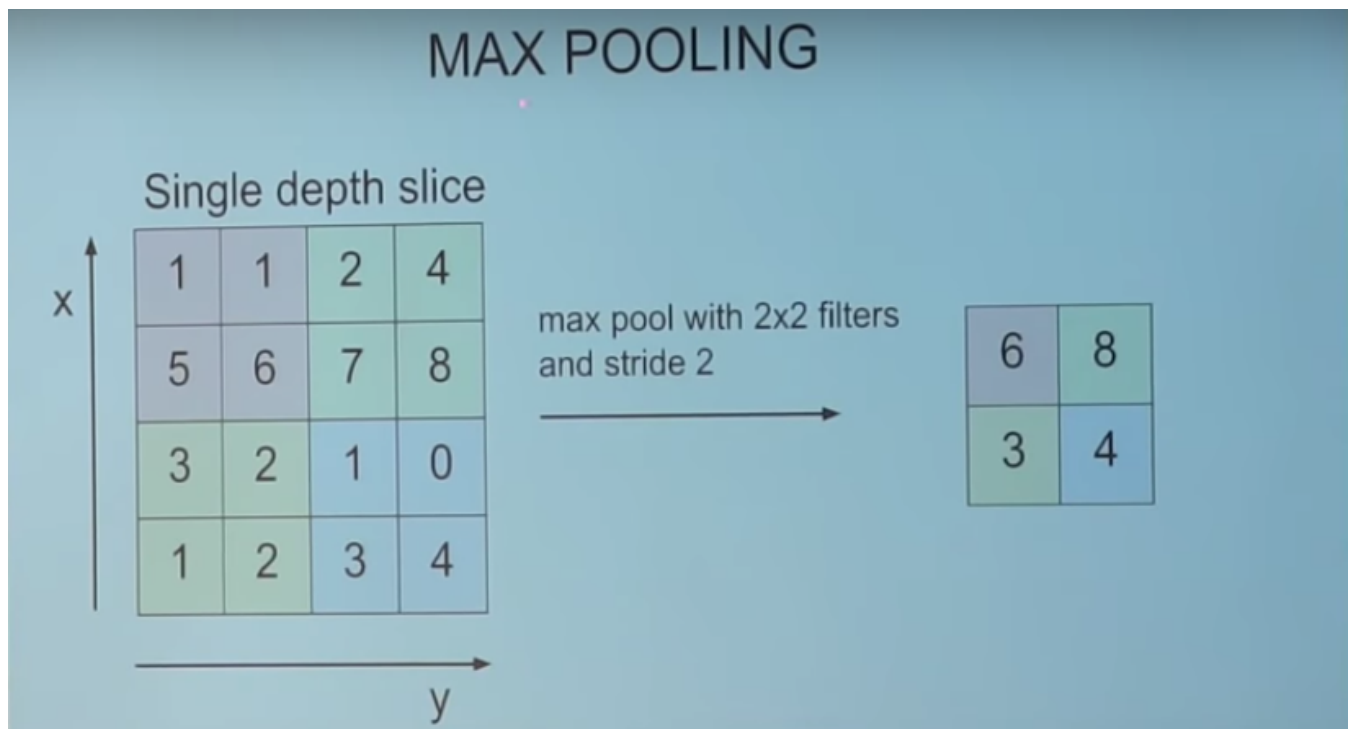 MAX POOLING
Single depth slice
x
1 1 2 4
5 6 7 8
3 2 1 0
1 2 3 4
y
max pool with 2x2 filters
and stride 2
6 8
3 4